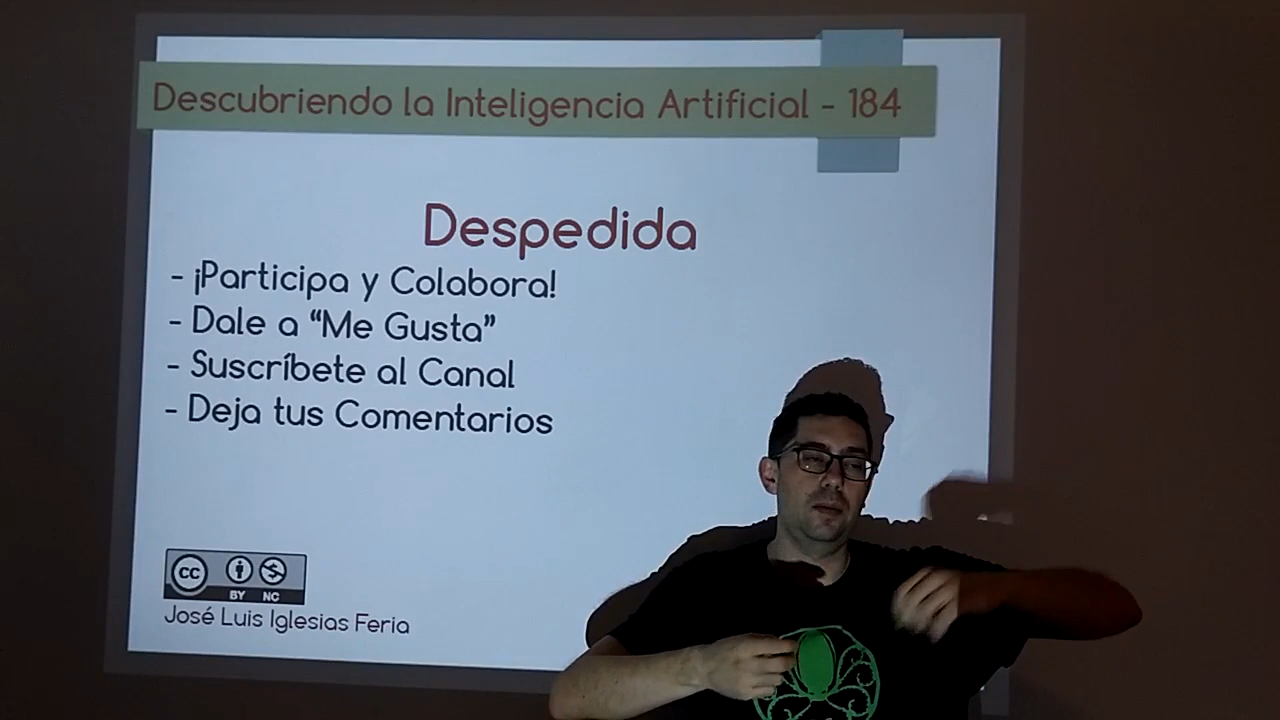 Descubriendo la Inteligencia Artificial - 184
Despedida
- ¡Participa y Colabora!
- Dale a “Me Gusta”
- Suscríbete al Canal
- Deja tus Comentarios
CC
BY NC
José Luis Iglesias Feria